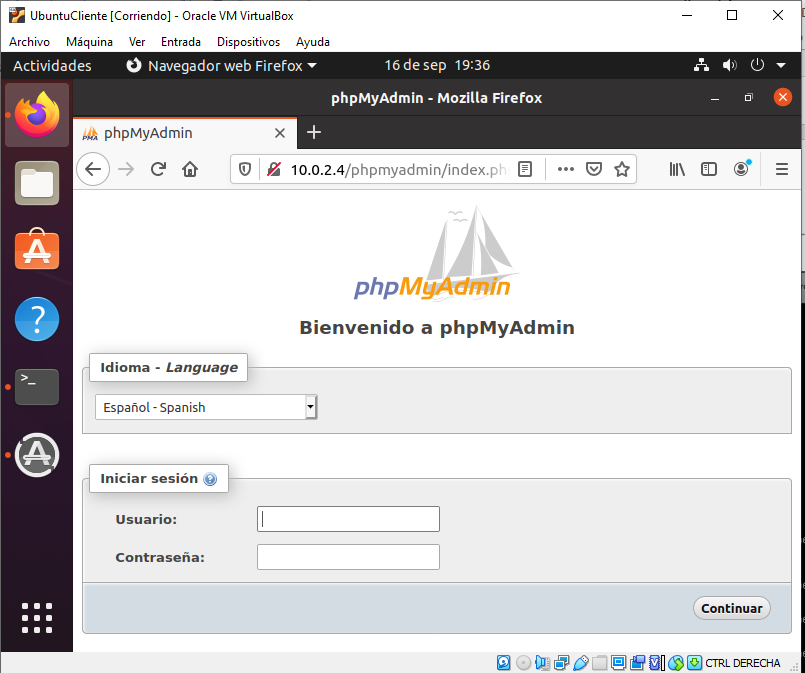 UbuntuCliente [Corriendo] - Oracle VM VirtualBox
Archivo Máquina Ver Entrada Dispositivos Ayuda
Actividades Navegador web Firefox 16 de sep 19:36
phpMyAdmin - Mozilla Firefox
PMA phpMyAdmin
10.0.2.4/phpmyadmin/index.ph
phpMyAdmin
Bienvenido a phpMyAdmin
Idioma - Language
Español - Spanish
Iniciar sesión
Usuario:
Contraseña:
Continuar
CTRL DERECHA